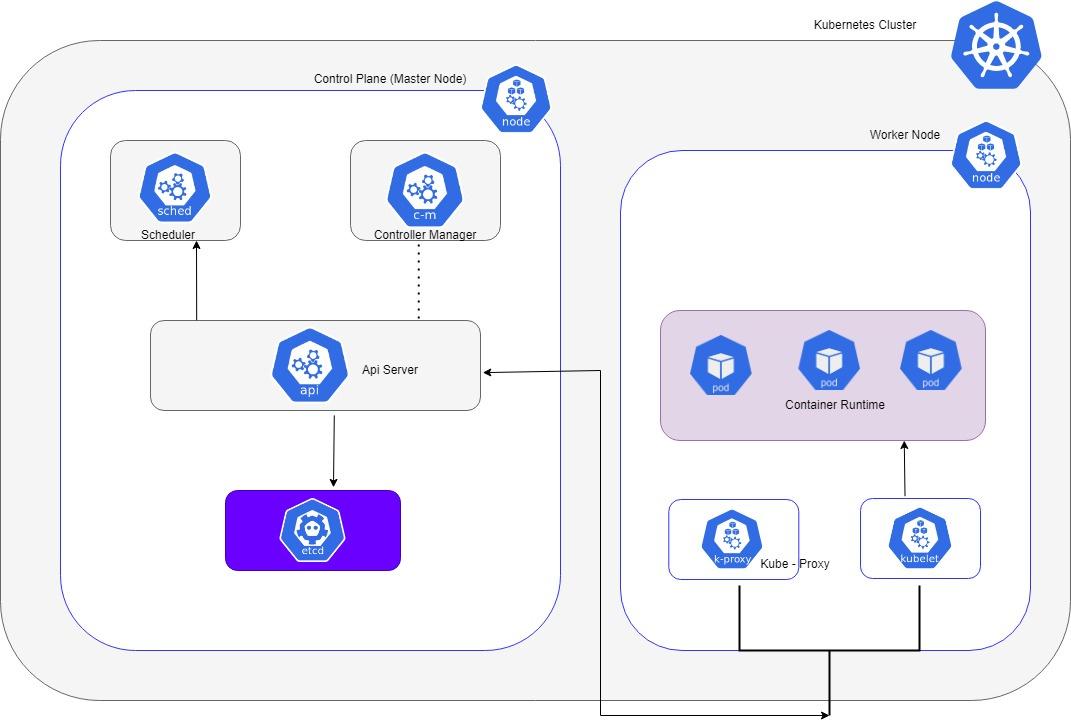 Kubernetes Cluster
Control Plane (Master Node)
node
Worker Node
node
sched
Scheduler
c-m
Controller Manager
api
Api Server
etcd
pod
pod
pod
Container Runtime
k-proxy
Kube - Proxy
kubelet